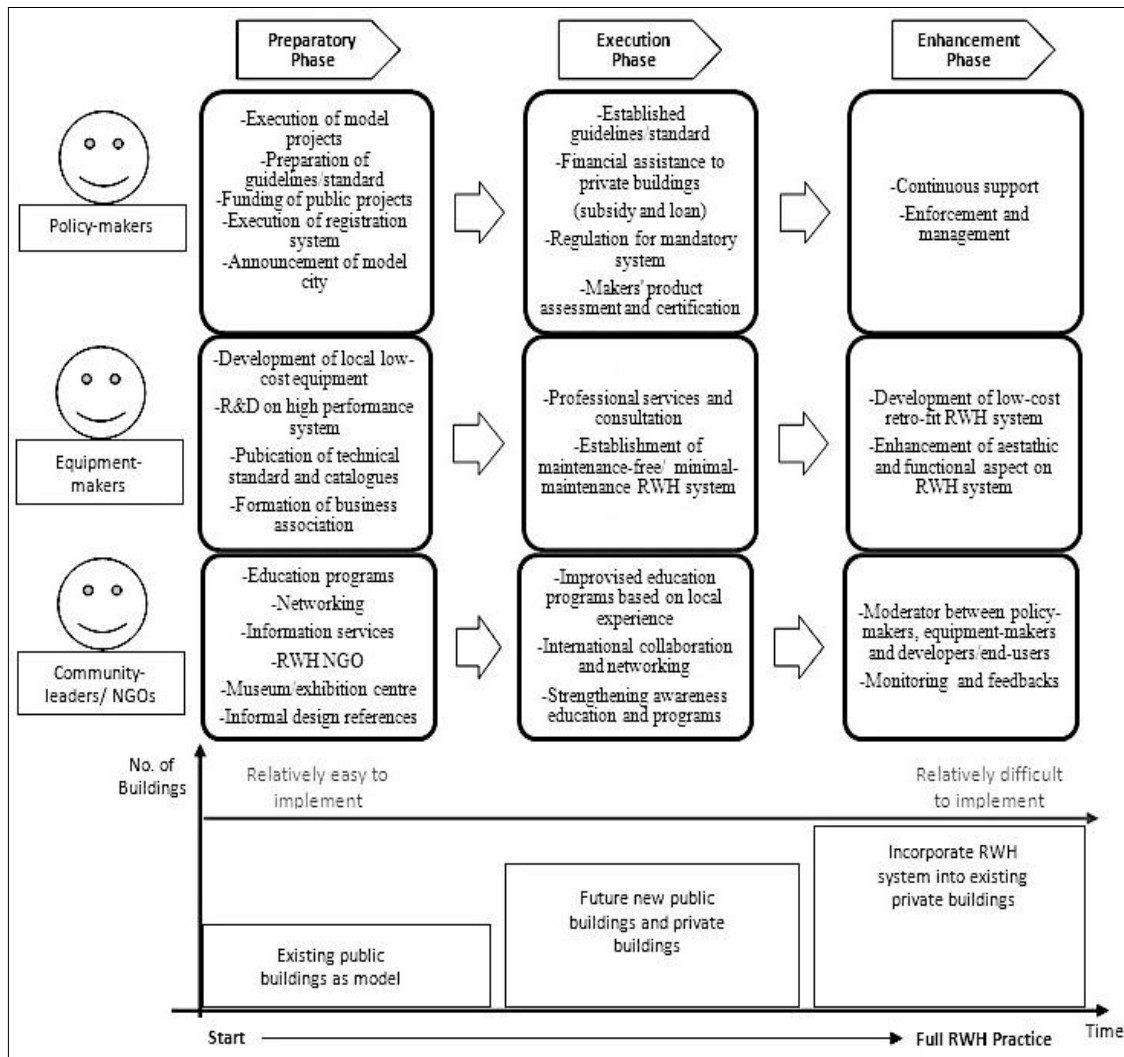 Preparatory
Phase
Execution
Phase
Enhancement
Phase
Policy-makers
-Execution of model
projects
-Preparation of
guidelines/standard
-Funding of public projects
-Execution of registration
system
-Announcement of model
city
-Established
guidelines/standard
-Financial assistance to
private buildings
(subsidy and loan)
-Regulation for mandatory
system
-Makers' product
assessment and certification
-Continuous support
-Enforcement and
management
Equipment-
makers
-Development of local low-
cost equipment
-R&D on high performance
system
-Pubication of technical
standard and catalogues
-Formation of business
association
-Professional services and
consultation
-Establishment of
maintenance-free/ minimal-
maintenance RWH system
-Development of low-cost
retro-fit RWH system
-Enhancement of aestathic
and functional aspect on
RWH system
Community-
leaders/ NGOs
-Education programs
-Networking
-Information services
-RWH NGO
-Museum/exhibition centre
-Informal design references
-Improvised education
programs based on local
experience
-International collaboration
and networking
-Strengthening awareness
education and programs
-Moderator between policy-
makers, equipment-makers
and developers/end-users
-Monitoring and feedbacks
No. of
Buildings
Relatively easy to
implement
Relatively difficult
to implement
Existing public
buildings as model
Future new public
buildings and private
buildings
Incorporate RWH
system into existing
private buildings
Start
Full RWH Practice
Time